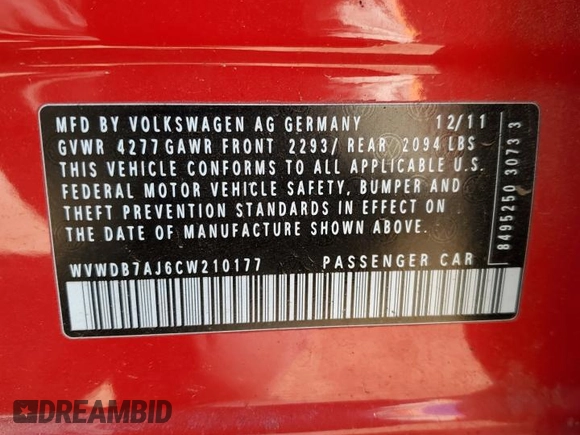 MFD BY VOLKSWAGEN AG GERMANY 12/11
GVWR 4277 GAWR FRONT 2293/ REAR 2094 LBS
THIS VEHICLE CONFORMS TO ALL APPLICABLE U.S.
FEDERAL MOTOR VEHICLE SAFETY, BUMPER AND
THEFT PREVENTION STANDARDS IN EFFECT ON
THE DATE OF MANUFACTURE SHOWN ABOVE.
WVWDB7AJ6CW210177 PASSENGER CAR
8495250 3073 3
DREAMBID